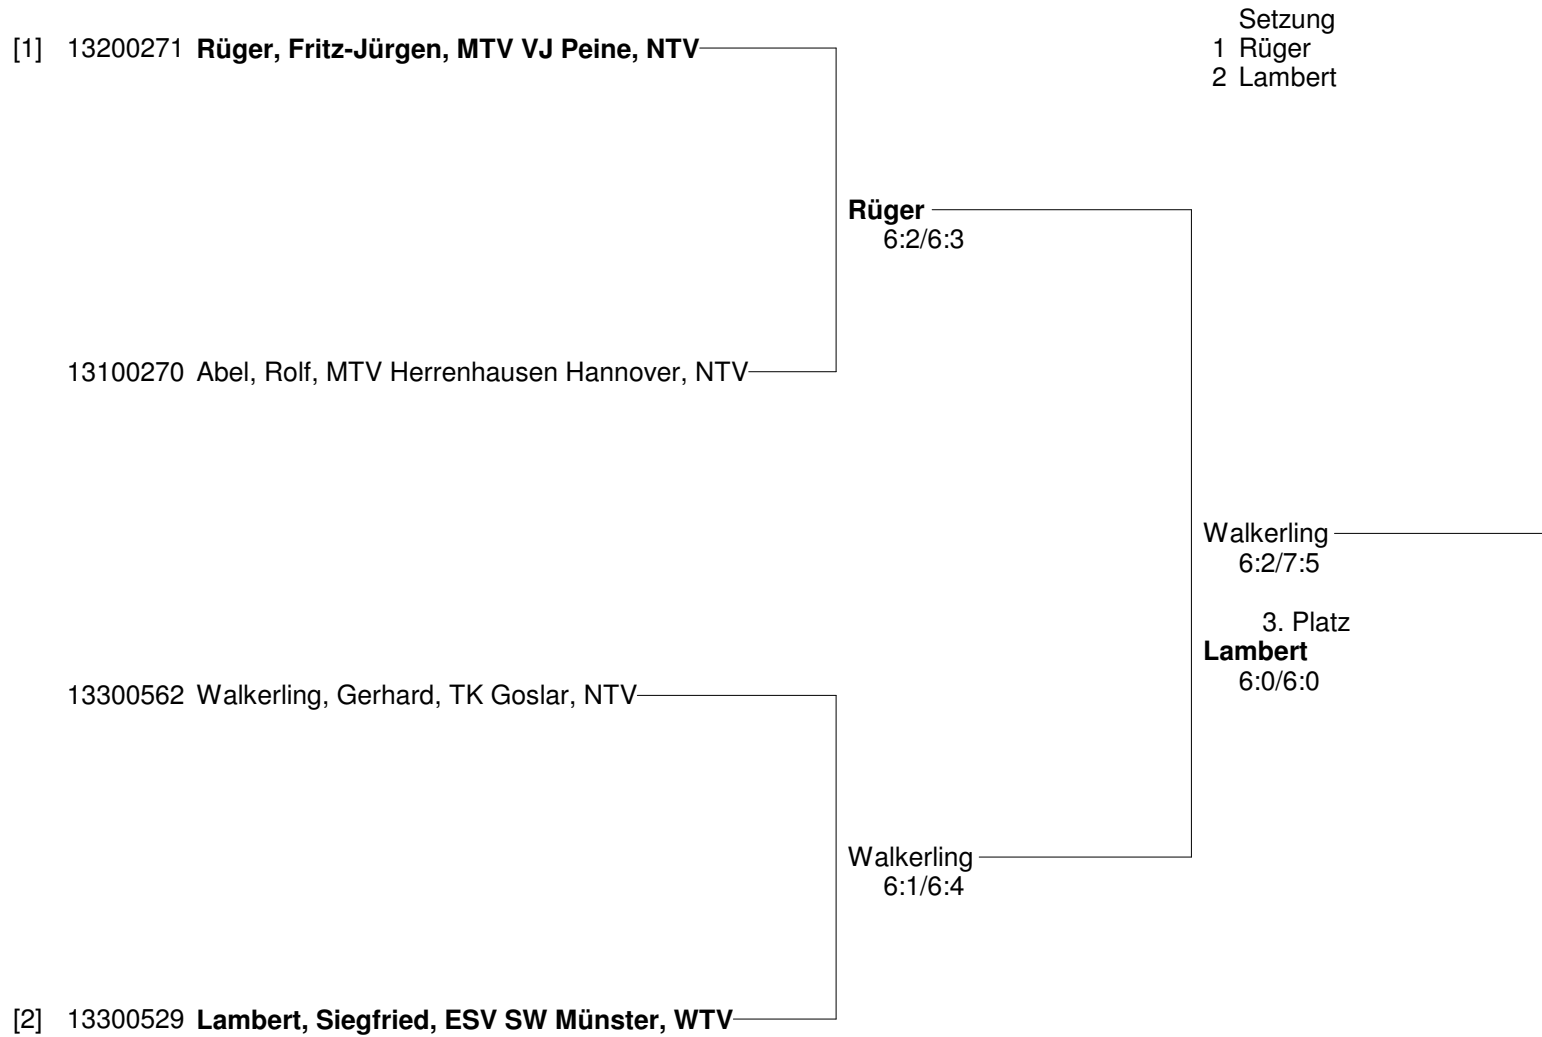 Setzung
1 Rüger
2 Lambert
[1] 13200271 Rüger, Fritz-Jürgen, MTV VJ Peine, NTV
Rüger
6:2/6:3
13100270 Abel, Rolf, MTV Herrenhausen Hannover, NTV
Walkerling
6:2/7:5
3. Platz
Lambert
6:0/6:0
13300562 Walkerling, Gerhard, TK Goslar, NTV
Walkerling
6:1/6:4
[2] 13300529 Lambert, Siegfried, ESV SW Münster, WTV